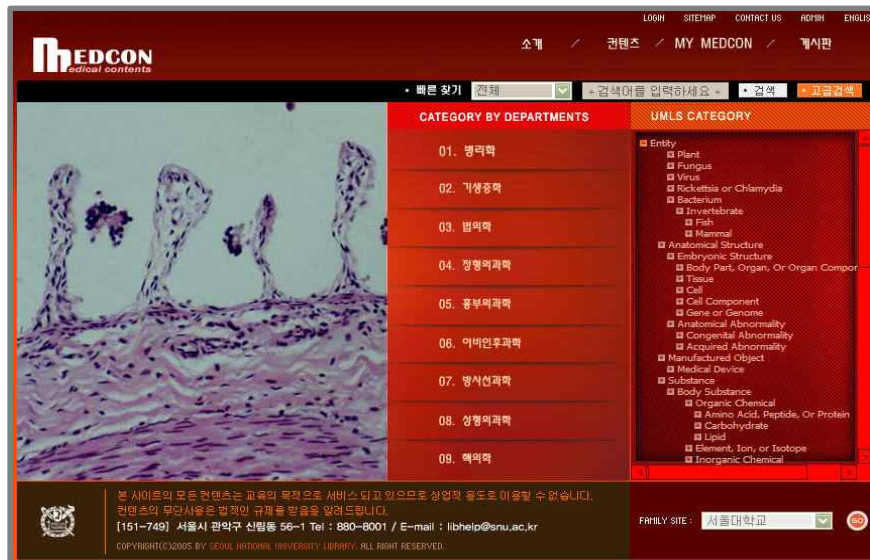 LOGIN SITEMAP CONTACT US ADMIN ENGLIS
MEDCON
medical contents
소개 / 컨텐츠 / MY MEDCON / 게시판
• 빠른 찾기 전체 + 검색어를 입력하세요 + • 검색 • 고급검색
CATEGORY BY DEPARTMENTS
01. 병리학
02. 기생충학
03. 법의학
04. 정형외과학
05. 흉부외과학
06. 이비인후과학
07. 방사선과학
08. 성형외과학
09. 핵의학
UMLS CATEGORY
Entity
Plant
Fungus
Virus
Rickettsia or Chlamydia
Bacterium
Invertebrate
Fish
Mammal
Anatomical Structure
Embryonic Structure
Body Part, Organ, Or Organ Compor
Tissue
Cell
Cell Component
Gene or Genome
Anatomical Abnormality
Congenital Abnormality
Acquired Abnormality
Manufactured Object
Medical Device
Substance
Body Substance
Organic Chemical
Amino Acid, Peptide, Or Protein
Carbohydrate
Lipid
Element, Ion, or Isotope
Inorganic Chemical
본 사이트의 모든 컨텐츠는 교육의 목적으로 서비스 되고 있으므로 상업적 용도로 이용할 수 없습니다.
컨텐츠의 무단사용은 법적인 규제를 받음을 알려드립니다.
[151-749] 서울시 관악구 신림동 56-1 Tel : 880-8001 / E-mail : libhelp@snu,ac,kr
COPYRIGHT(C)2005 BY SEOUL NATIONAL UNIVERSITY LIBRARY. ALL RIGHT RESERVED.
FAMILY SITE : 서울대학교 GO